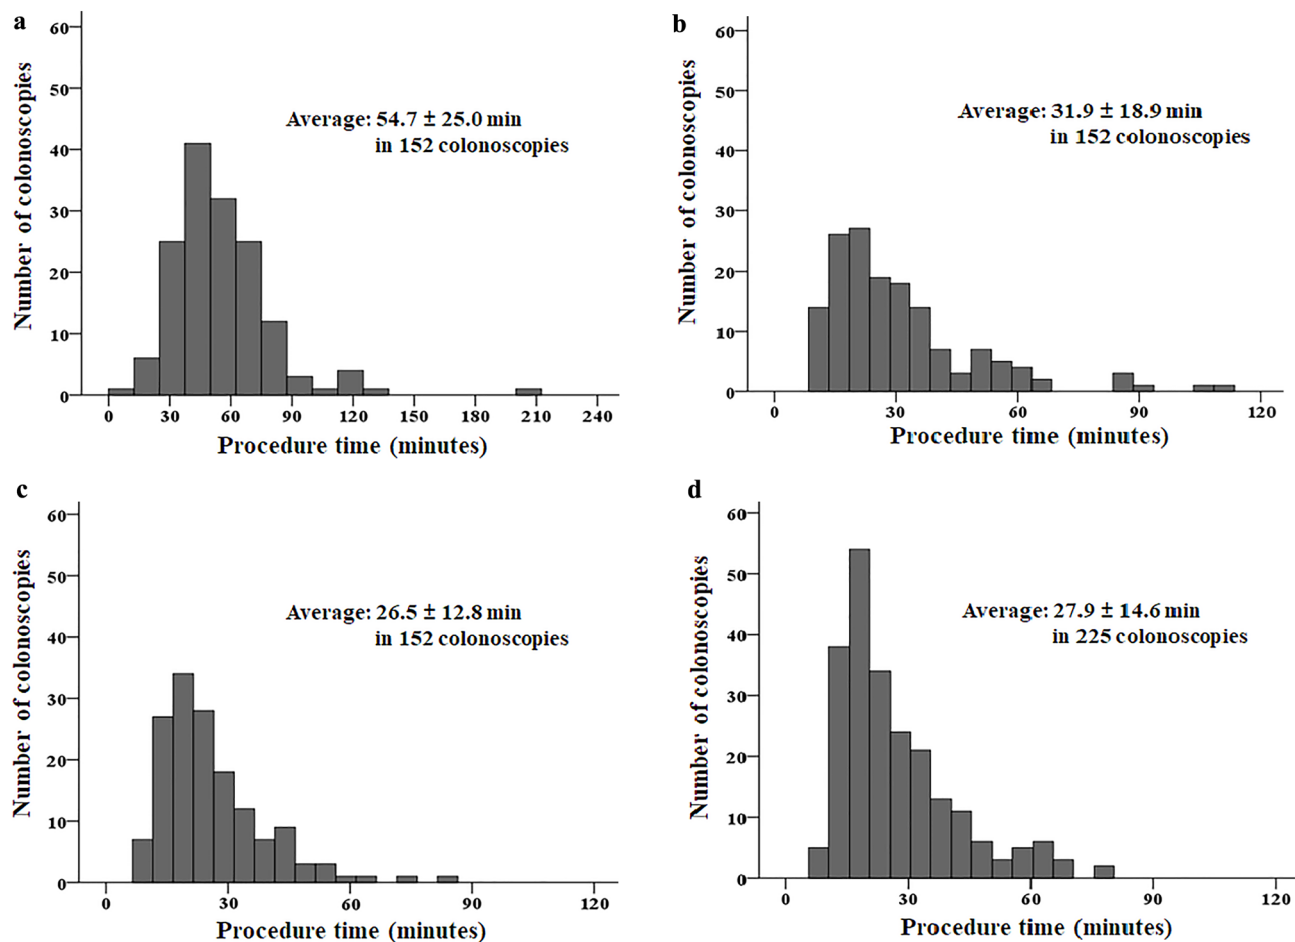 a
60
50
40
30
20
10
0
Number of colonoscopies
Average: 54.7 ± 25.0 min
in 152 colonoscopies
0 30 60 90 120 150 180 210 240
Procedure time (minutes)
b
60
50
40
30
20
10
0
Number of colonoscopies
Average: 31.9 ± 18.9 min
in 152 colonoscopies
0 30 60 90 120
Procedure time (minutes)
c
60
50
40
30
20
10
0
Number of colonoscopies
Average: 26.5 ± 12.8 min
in 152 colonoscopies
0 30 60 90 120
Procedure time (minutes)
d
60
50
40
30
20
10
0
Number of colonoscopies
Average: 27.9 ± 14.6 min
in 225 colonoscopies
0 30 60 90 120
Procedure time (minutes)